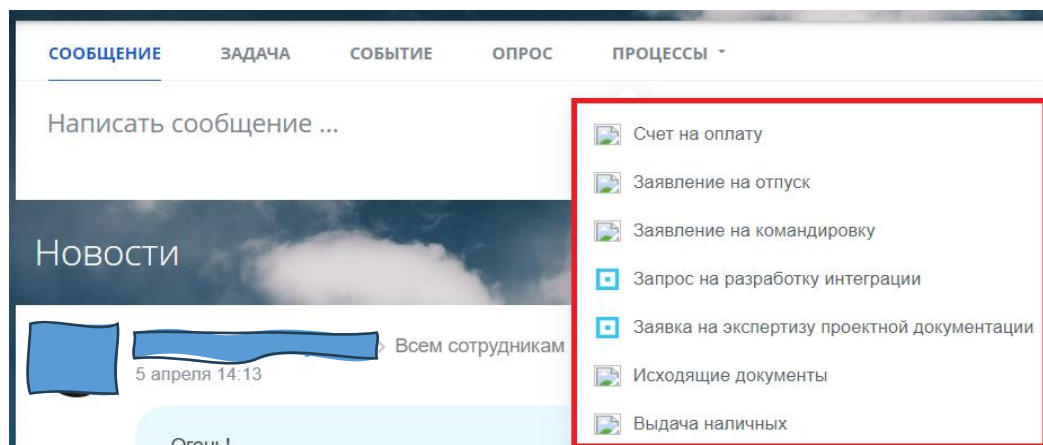 СООБЩЕНИЕ ЗАДАЧА СОБЫТИЕ ОПРОС ПРОЦЕССЫ
Написать сообщение ...
Счет на оплату
Заявление на отпуск
Заявление на командировку
Запрос на разработку интеграции
Заявка на экспертизу проектной документации
Исходящие документы
Выдача наличных
Новости
Всем сотрудникам
5 апреля 14:13
Огонь!